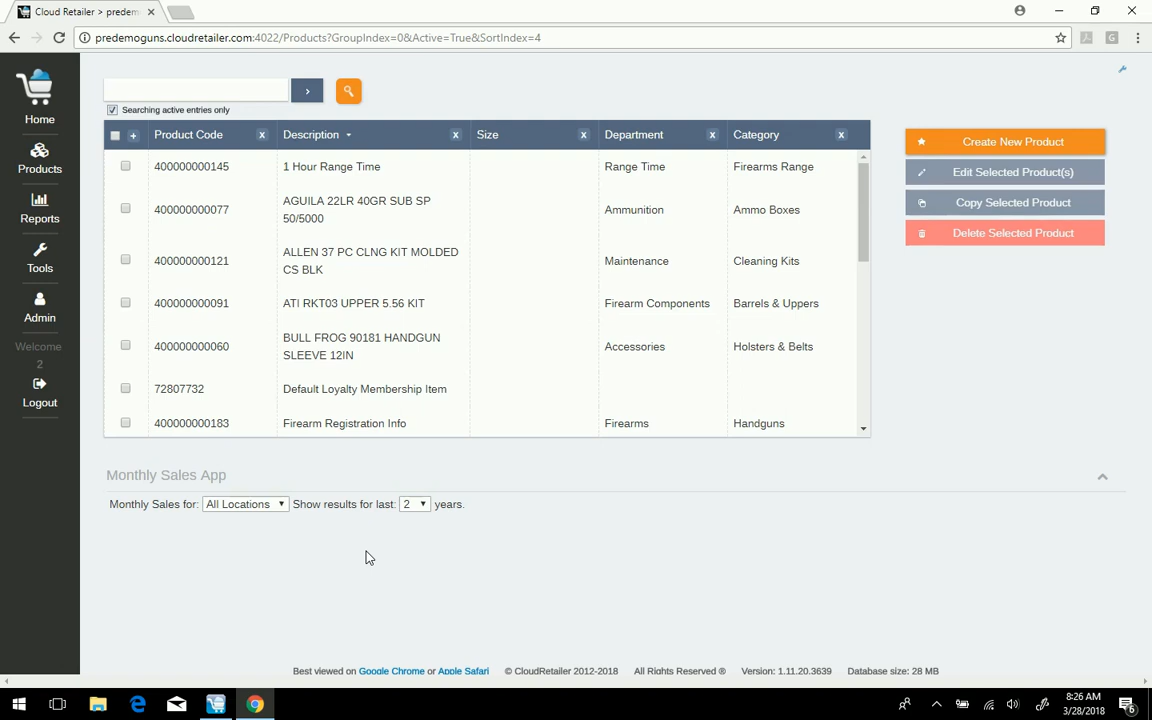 Cloud Retailer > predem
predemoguns.cloudretailer.com:4022/Products?GroupIndex=0&Active=True&SortIndex=4
Home
Products
Reports
Tools
Admin
Welcome
2
Logout
Searching active entries only
Product Code x Description x Size x Department x Category x
400000000145 1 Hour Range Time Range Time Firearms Range
400000000077 AGUILA 22LR 40GR SUB SP 50/5000 Ammunition Ammo Boxes
400000000121 ALLEN 37 PC CLNG KIT MOLDED CS BLK Maintenance Cleaning Kits
400000000091 ATI RKT03 UPPER 5.56 KIT Firearm Components Barrels & Uppers
400000000060 BULL FROG 90181 HANDGUN SLEEVE 12IN Accessories Holsters & Belts
72807732 Default Loyalty Membership Item
400000000183 Firearm Registration Info Firearms Handguns
Create New Product
Edit Selected Product(s)
Copy Selected Product
Delete Selected Product
Monthly Sales App
Monthly Sales for: All Locations Show results for last: 2 years.
Best viewed on Google Chrome or Apple Safari © CloudRetailer 2012-2018 All Rights Reserved ® Version: 1.11.20.3639 Database size: 28 MB
8:26 AM
3/28/2018
6